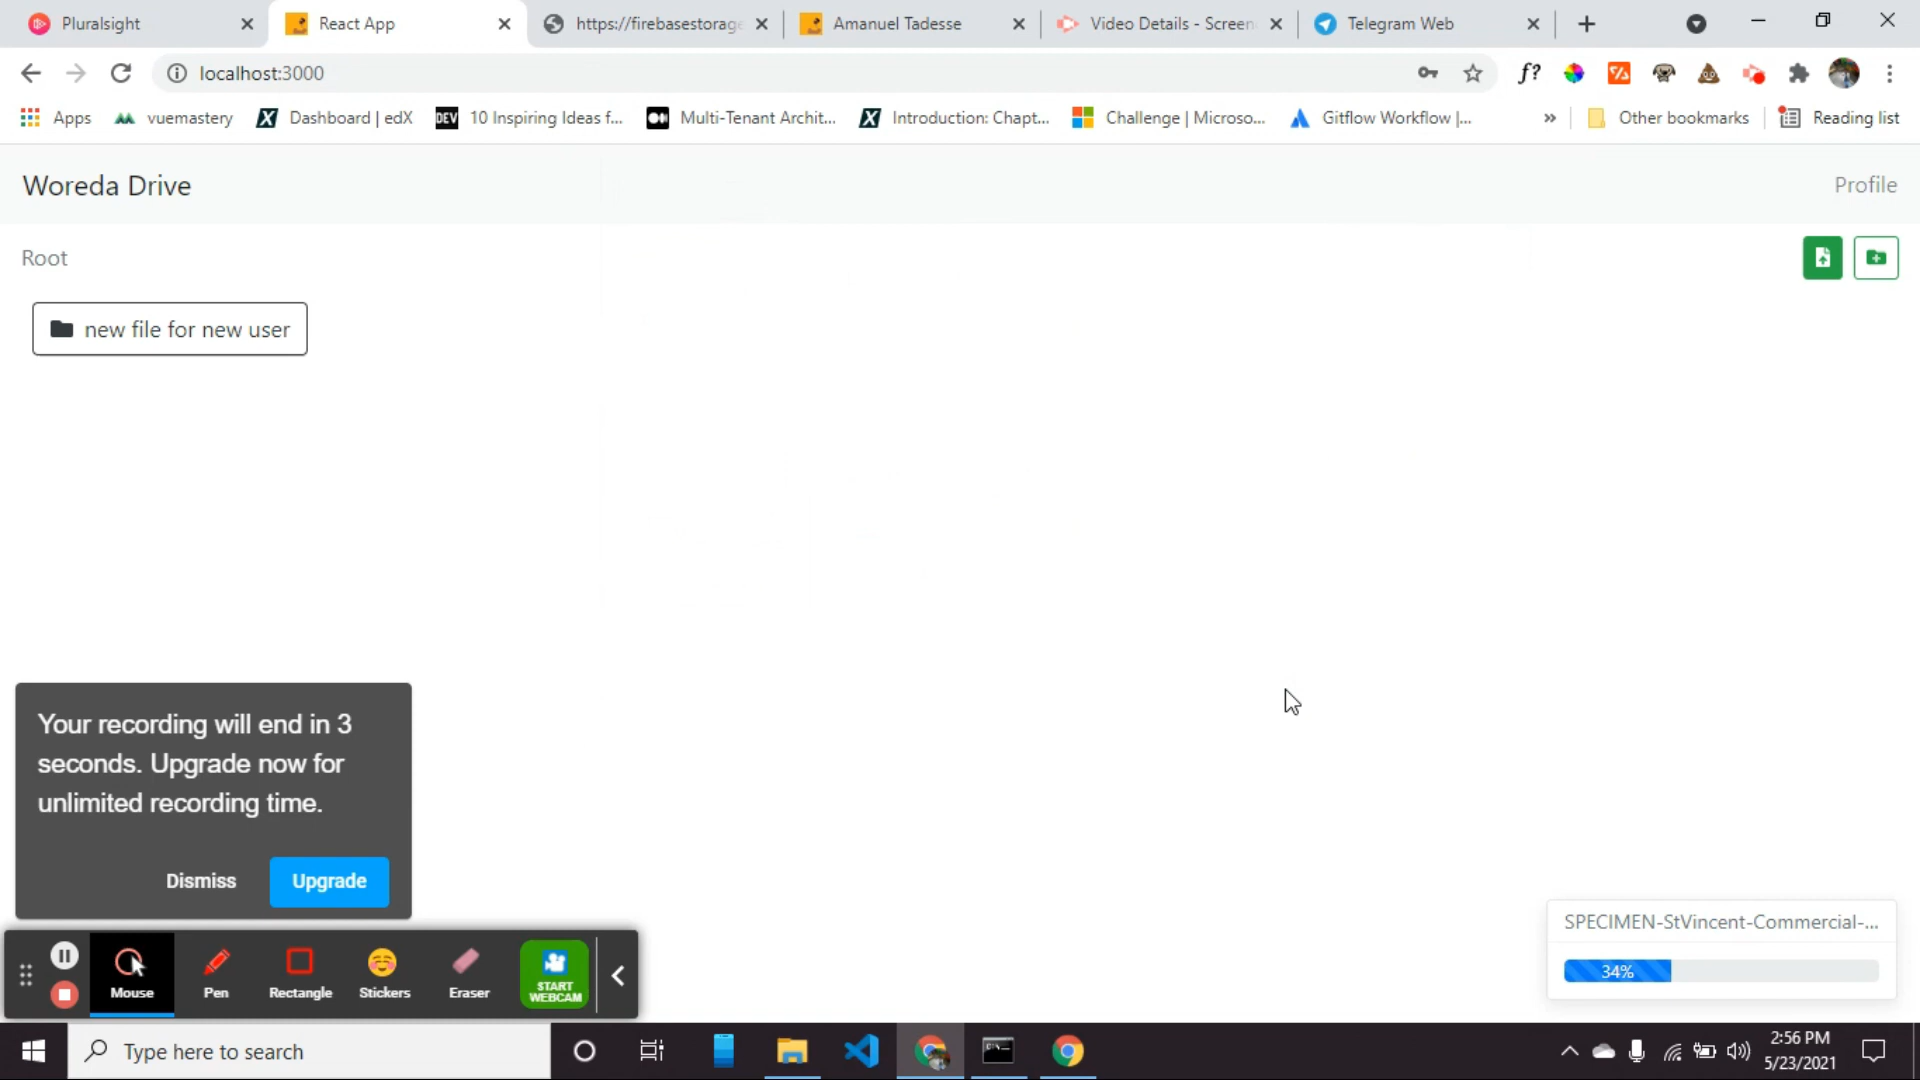 Pluralsight
React App
https://firebasestorage
Amanuel Tadesse
Video Details - Screen
Telegram Web
localhost:3000
f?
Apps
vuemastery
Dashboard | edX
DEV
10 Inspiring Ideas f...
Multi-Tenant Archit...
Introduction: Chapt...
Challenge | Microso...
Gitflow Workflow |...
»
Other bookmarks
Reading list
Woreda Drive
Profile
Root
new file for new user
Your recording will end in 3
seconds. Upgrade now for
unlimited recording time.
Dismiss
Upgrade
SPECIMEN-StVincent-Commercial-...
34%
Mouse
Pen
Rectangle
Stickers
Eraser
START
WEBCAM
Type here to search
2:56 PM
5/23/2021